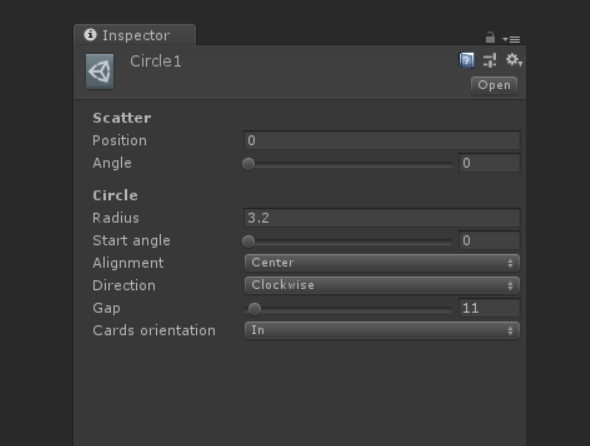 Inspector
Circle1
Open
Scatter
Position 0
Angle 0
Circle
Radius 3.2
Start angle 0
Alignment Center
Direction Clockwise
Gap 11
Cards orientation In